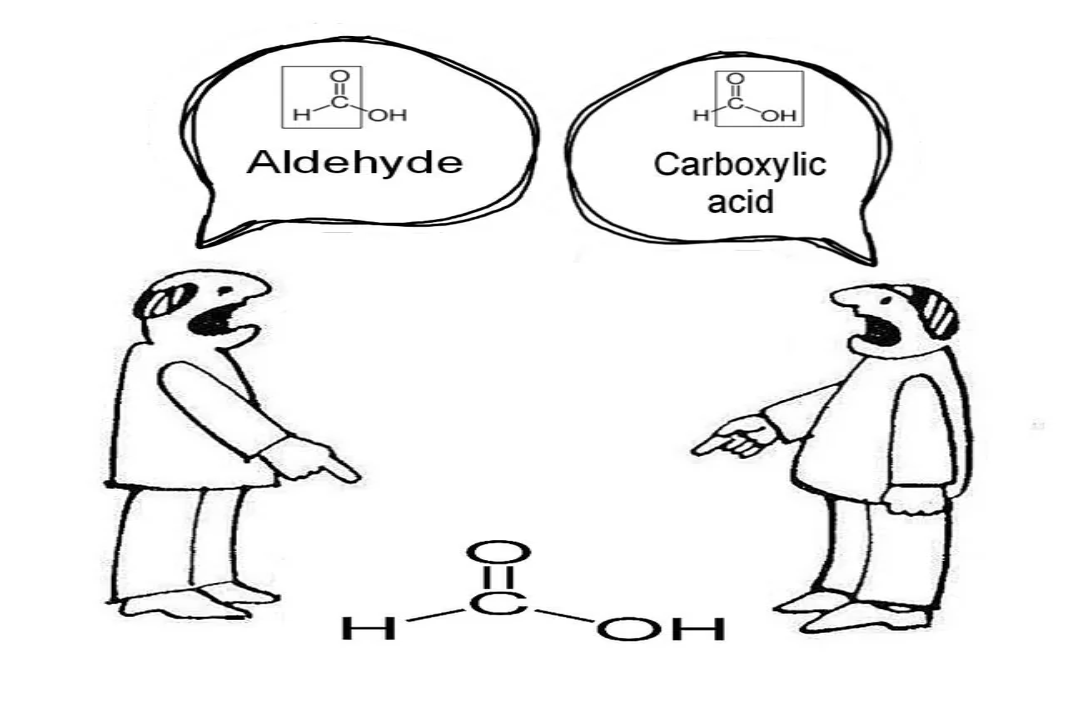 O
H C OH
Aldehyde
O
H C OH
Carboxylic
acid
O
H C OH